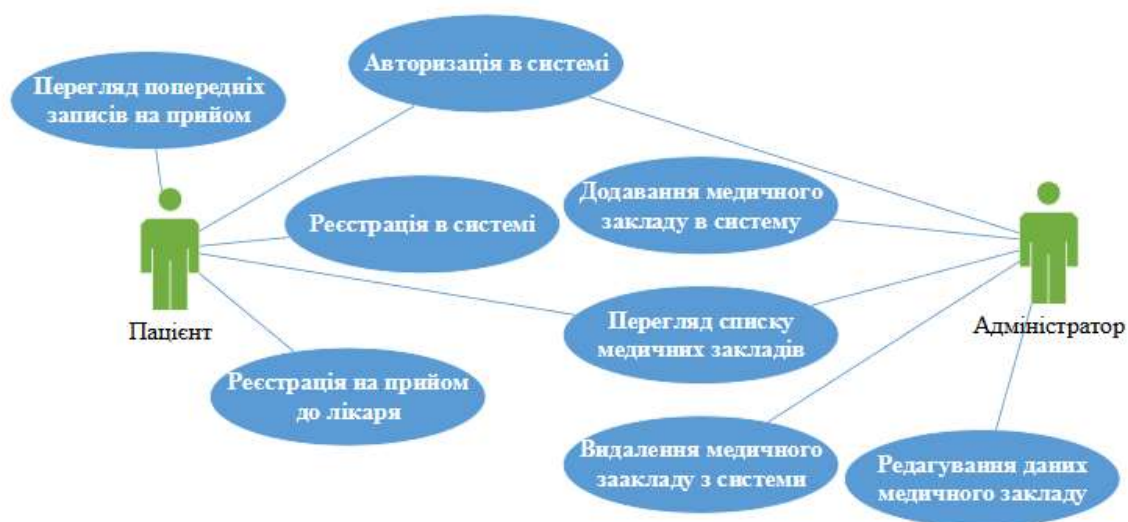 Авторизація в системі
Перегляд попередніх
записів на прийом
Додавання медичного
закладу в систему
Реєстрація в системі
Пацієнт
Перегляд списку
медичних закладів
Адміністратор
Реєстрація на прийом
до лікаря
Видалення медичного
заакладу з системи
Редагування даних
медичного закладу